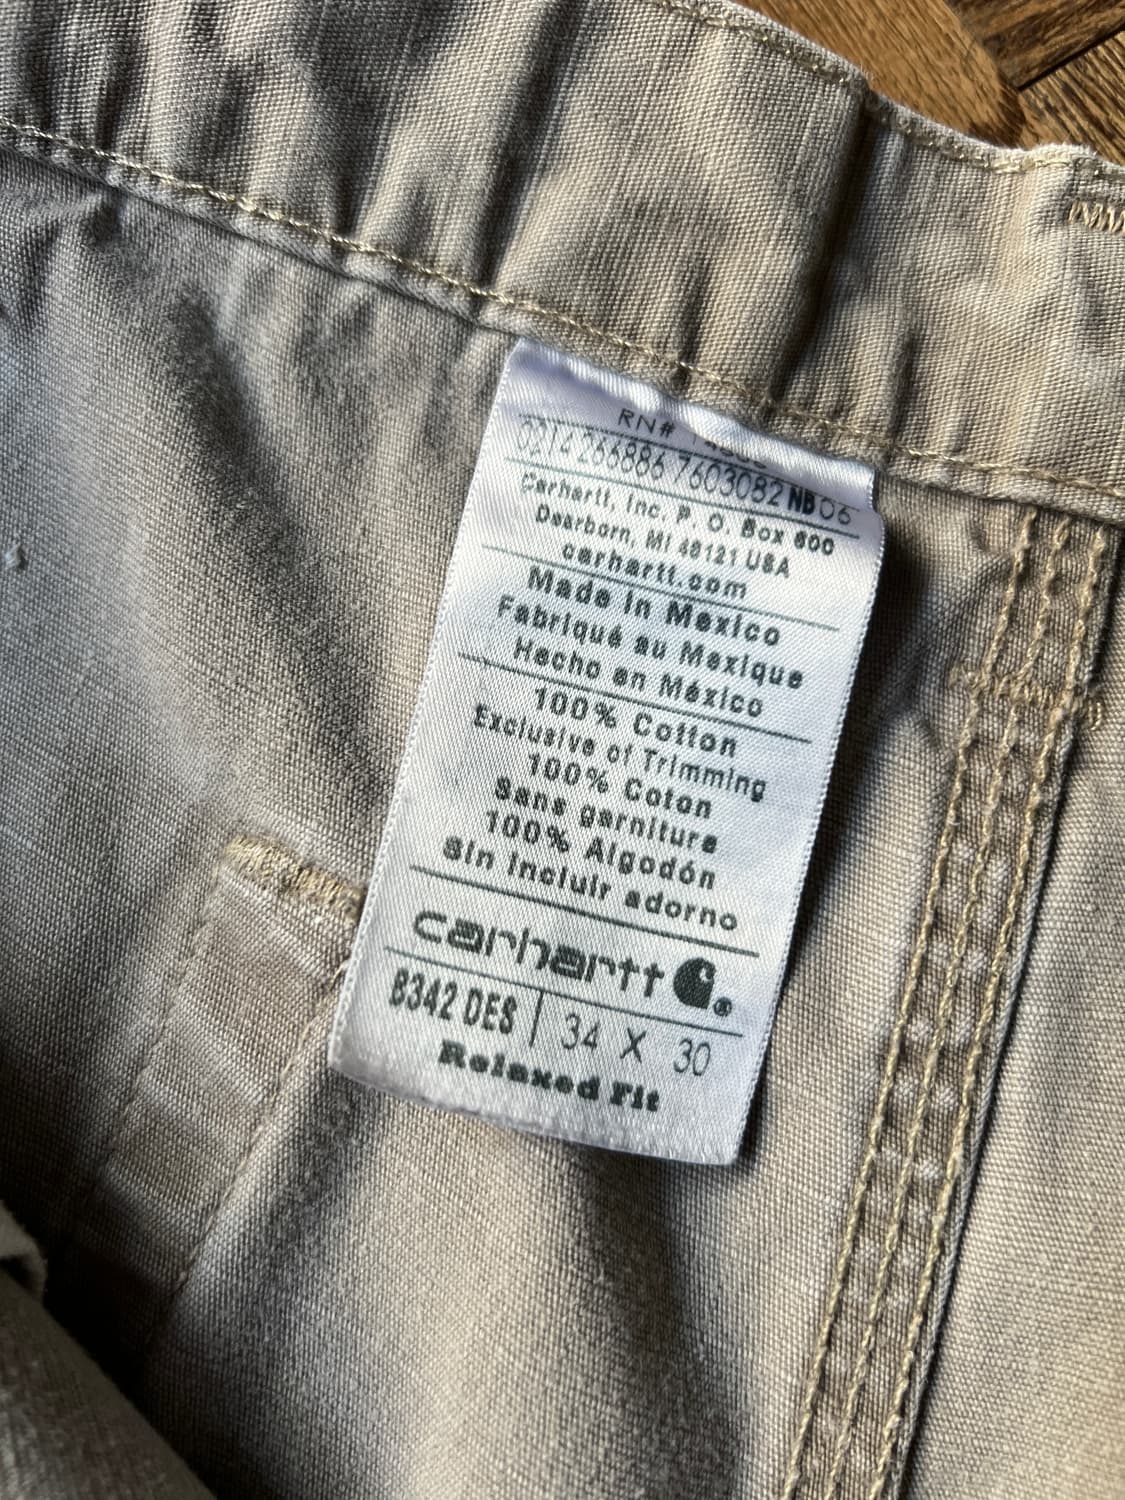 RN#
0214 266886 7603082 NB 06
Carhartt, Inc. P. O. Box 600
Dearborn, MI 48121 USA
carhartt.com
Made in Mexico
Fabriqué au Mexique
Hecho en México
100% Cotton
Exclusive of Trimming
100% Coton
Sans garniture
100% Algodón
Sin incluir adorno
carhartt ®
B342 DES | 34 X 30
Relaxed Fit